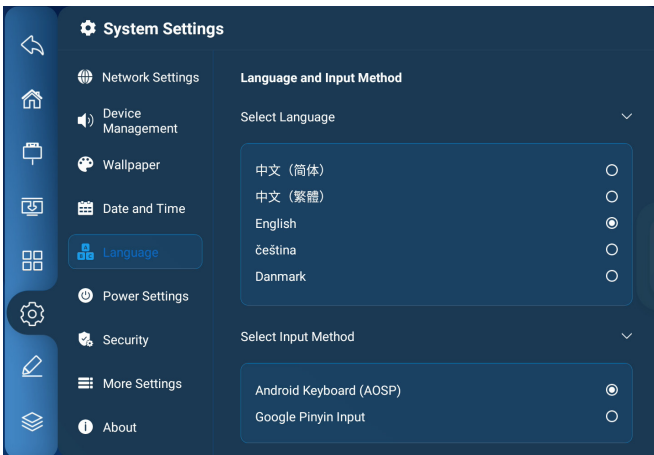 System Settings
Network Settings
Device
Management
Wallpaper
Date and Time
Language
Power Settings
Security
More Settings
About
Language and Input Method
Select Language
中文（简体）
中文（繁體）
English
čeština
Danmark
Select Input Method
Android Keyboard (AOSP)
Google Pinyin Input